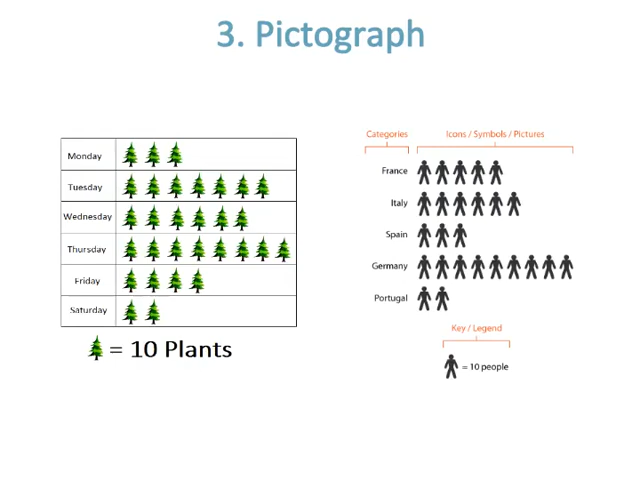 3. Pictograph
Monday
Tuesday
Wednesday
Thursday
Friday
Saturday
= 10 Plants
Categories
Icons / Symbols / Pictures
France
Italy
Spain
Germany
Portugal
Key / Legend
= 10 people